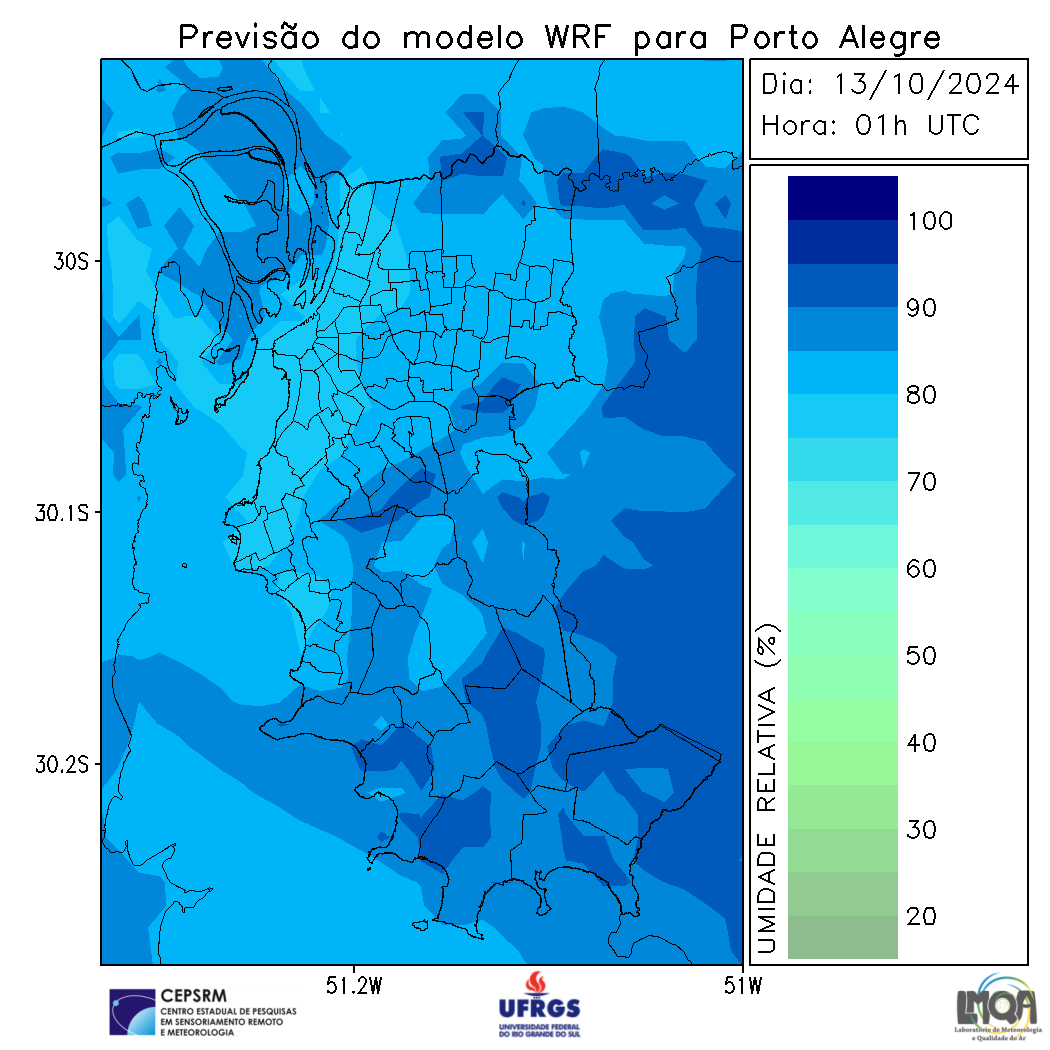 Previsão do modelo WRF para Porto Alegre
Dia: 13/10/2024
Hora: 01h UTC
100
90
80
70
60
50
40
30
20
UMIDADE RELATIVA (%)
30S
30.1S
30.2S
51.2W
51W
CEPSRM
CENTRO ESTADUAL DE PESQUISAS
EM SENSORIAMENTO REMOTO
E METEOROLOGIA
UFRGS
UNIVERSIDADE FEDERAL
DO RIO GRANDE DO SUL
LMQA
Laboratório de Meteorologia
e Qualidade do Ar